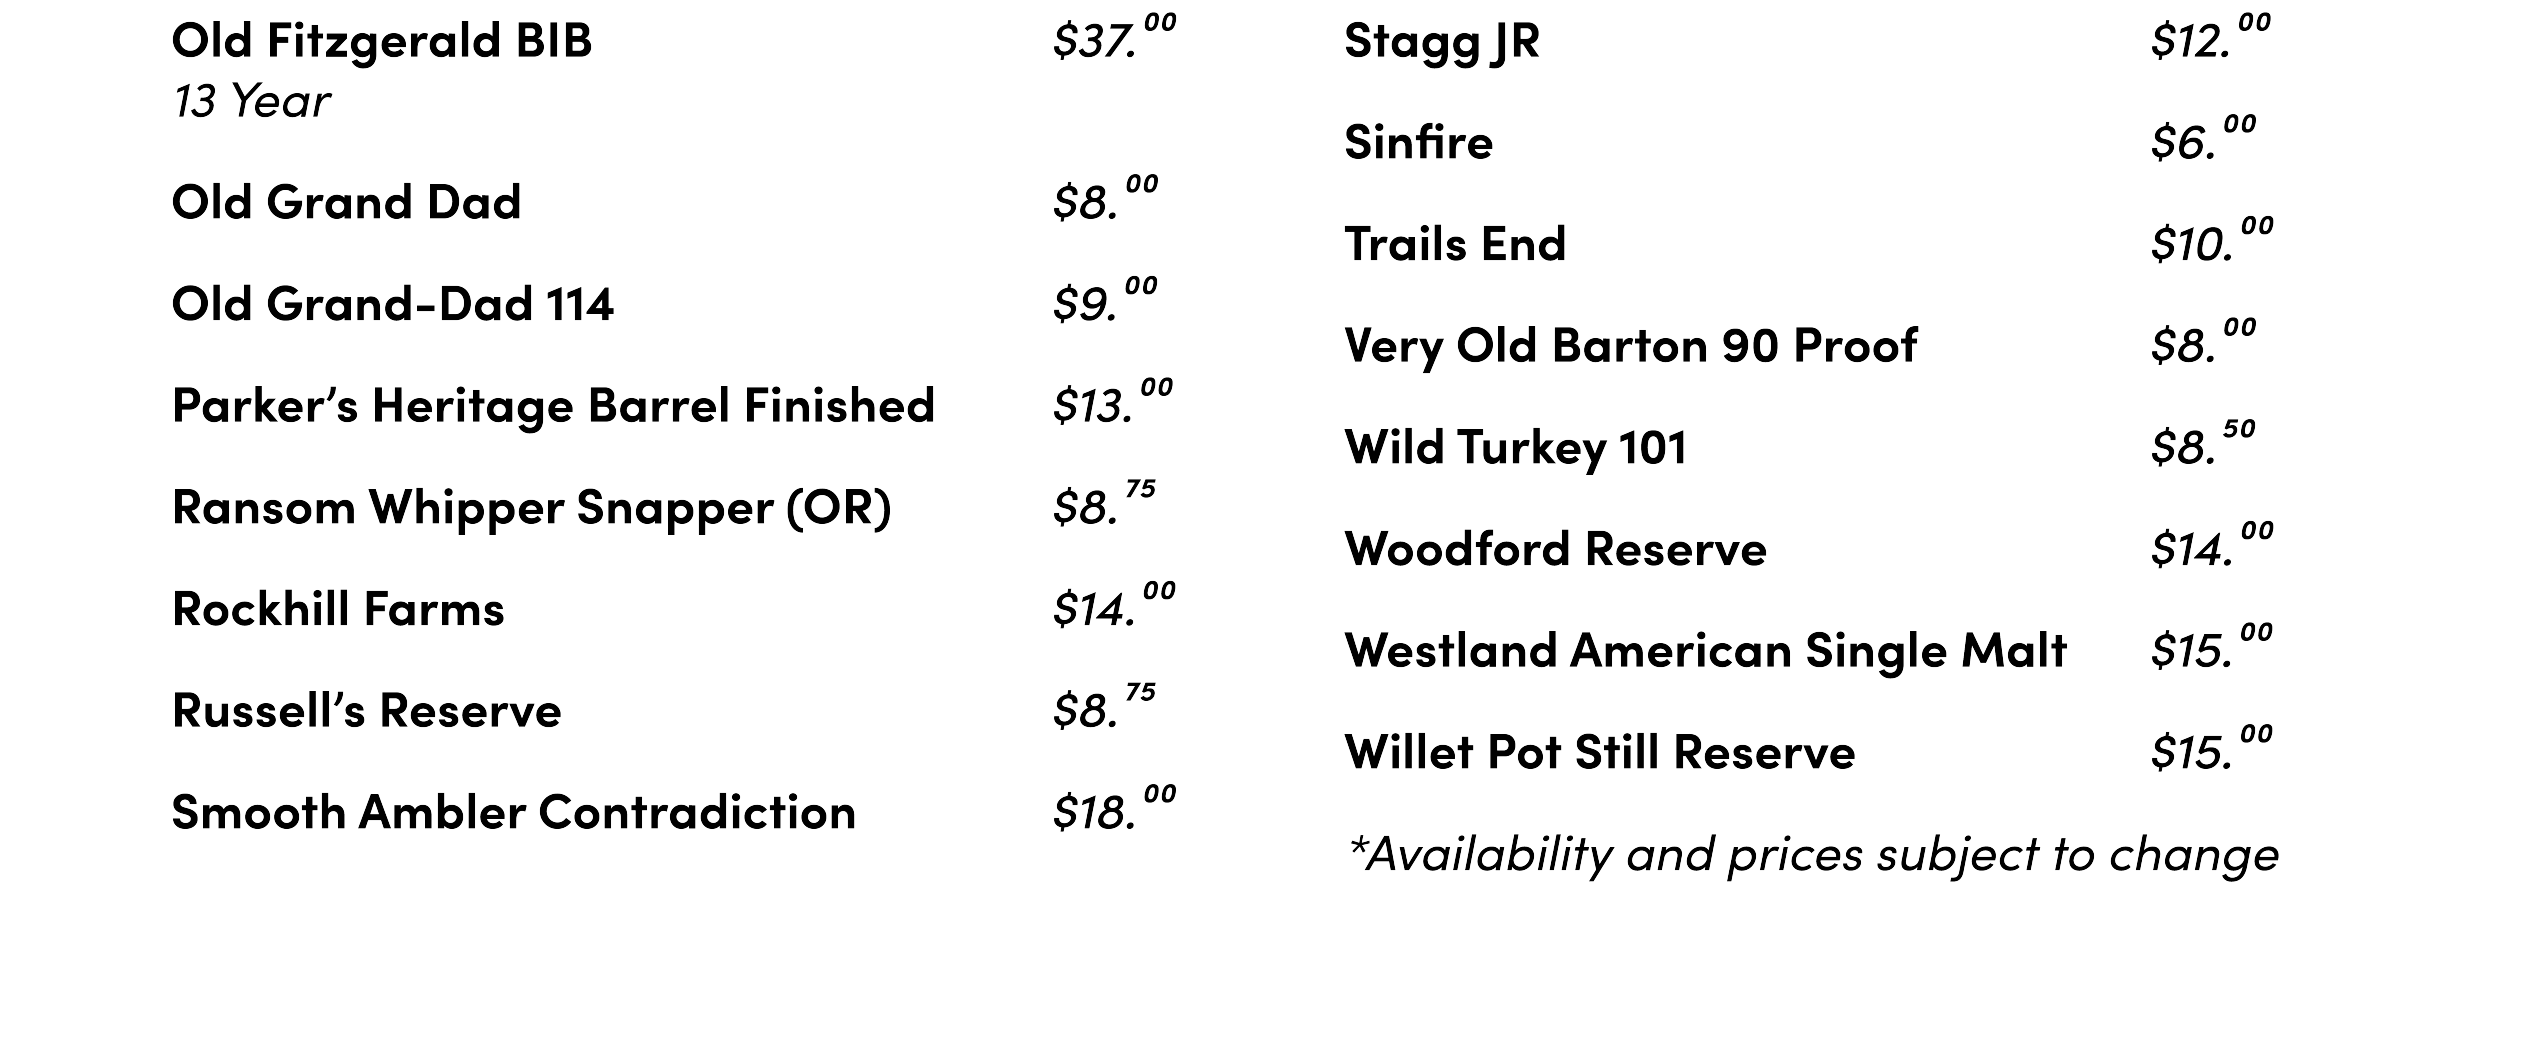 Old Fitzgerald BIB $37.00
13 Year
Old Grand Dad $8.00
Old Grand-Dad 114 $9.00
Parker’s Heritage Barrel Finished $13.00
Ransom Whipper Snapper (OR) $8.75
Rockhill Farms $14.00
Russell’s Reserve $8.75
Smooth Ambler Contradiction $18.00
Stagg JR $12.00
Sinfire $6.00
Trails End $10.00
Very Old Barton 90 Proof $8.00
Wild Turkey 101 $8.50
Woodford Reserve $14.00
Westland American Single Malt $15.00
Willet Pot Still Reserve $15.00
*Availability and prices subject to change